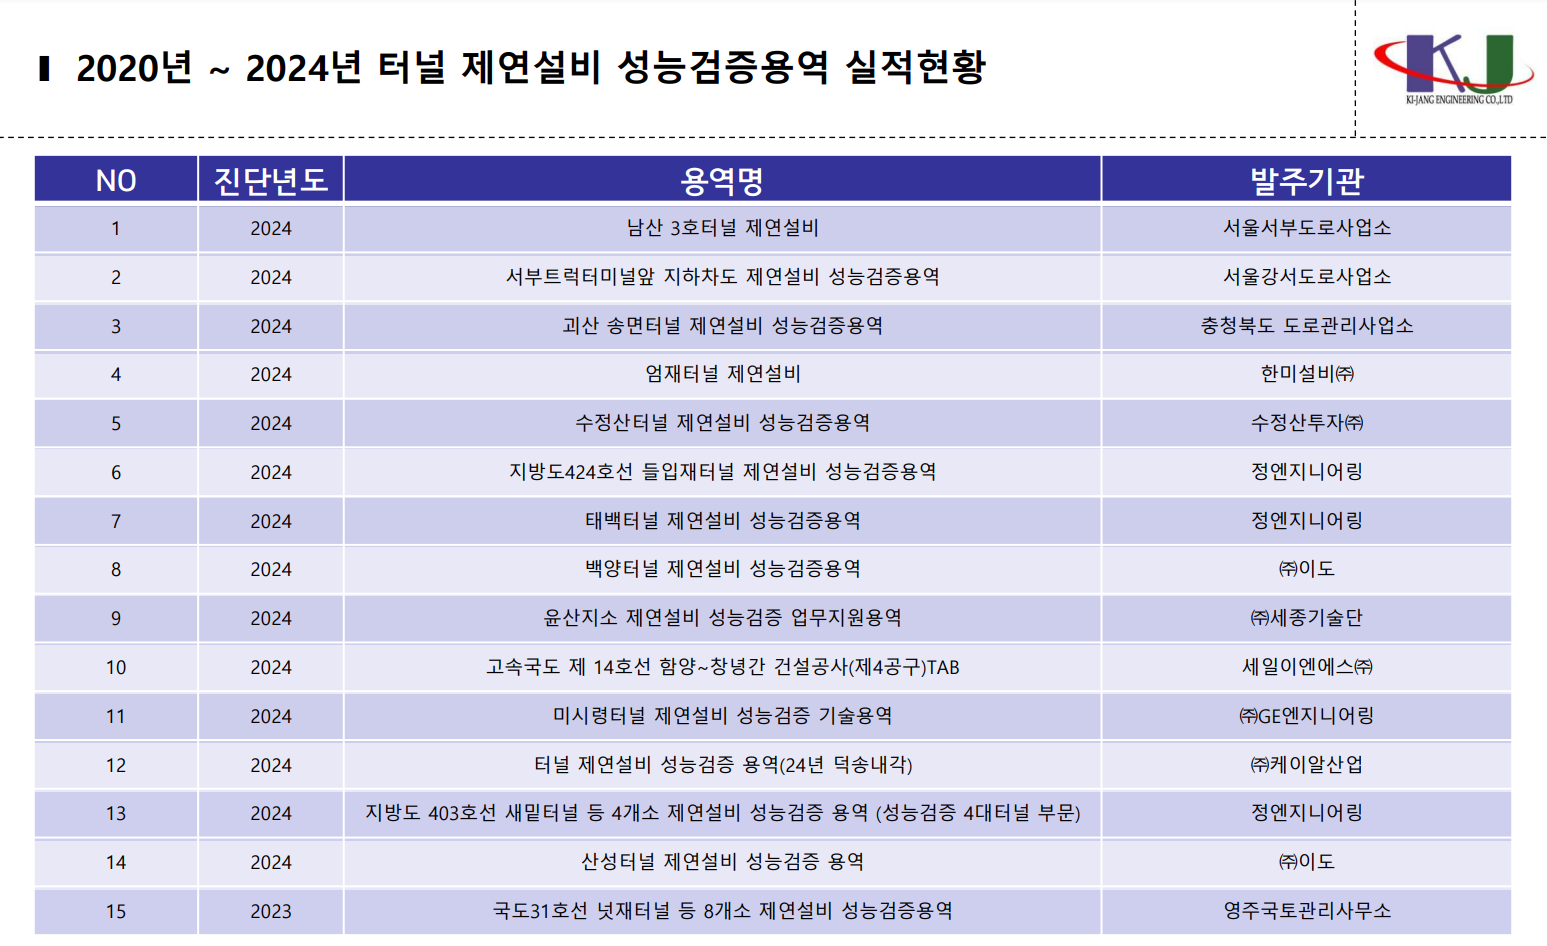 2020년 ~ 2024년 터널 제연설비 성능검증용역 실적현황
KJ
KI-JANG ENGINEERING CO.,LTD
NO 진단년도 용역명 발주기관
1 2024 남산 3호터널 제연설비 서울서부도로사업소
2 2024 서부트럭터미널앞 지하차도 제연설비 성능검증용역 서울강서도로사업소
3 2024 괴산 송면터널 제연설비 성능검증용역 충청북도 도로관리사업소
4 2024 엄재터널 제연설비 한미설비㈜
5 2024 수정산터널 제연설비 성능검증용역 수정산투자㈜
6 2024 지방도424호선 들입재터널 제연설비 성능검증용역 정엔지니어링
7 2024 태백터널 제연설비 성능검증용역 정엔지니어링
8 2024 백양터널 제연설비 성능검증용역 ㈜이도
9 2024 윤산지소 제연설비 성능검증 업무지원용역 ㈜세종기술단
10 2024 고속국도 제 14호선 함양~창녕간 건설공사(제4공구)TAB 세일이엔에스㈜
11 2024 미시령터널 제연설비 성능검증 기술용역 ㈜GE엔지니어링
12 2024 터널 제연설비 성능검증 용역(24년 덕송내각) ㈜케이알산업
13 2024 지방도 403호선 새밑터널 등 4개소 제연설비 성능검증 용역 (성능검증 4대터널 부문) 정엔지니어링
14 2024 산성터널 제연설비 성능검증 용역 ㈜이도
15 2023 국도31호선 넛재터널 등 8개소 제연설비 성능검증용역 영주국토관리사무소